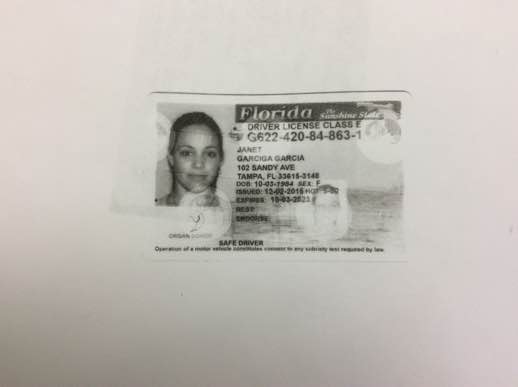 Florida The Sunshine State
DRIVER LICENSE CLASS E
G622-420-84-863-1
JANET
GARCIGA GARCIA
102 SANDY AVE
TAMPA, FL 33615-3148
DOB: 10-03-1984 SEX: F
ISSUED: 12-02-2015
EXPIRES: 10-03-2023
REST:
ENDORSE:
ORGAN DONOR
SAFE DRIVER
Operation of a motor vehicle constitutes consent to any sobriety test required by law.